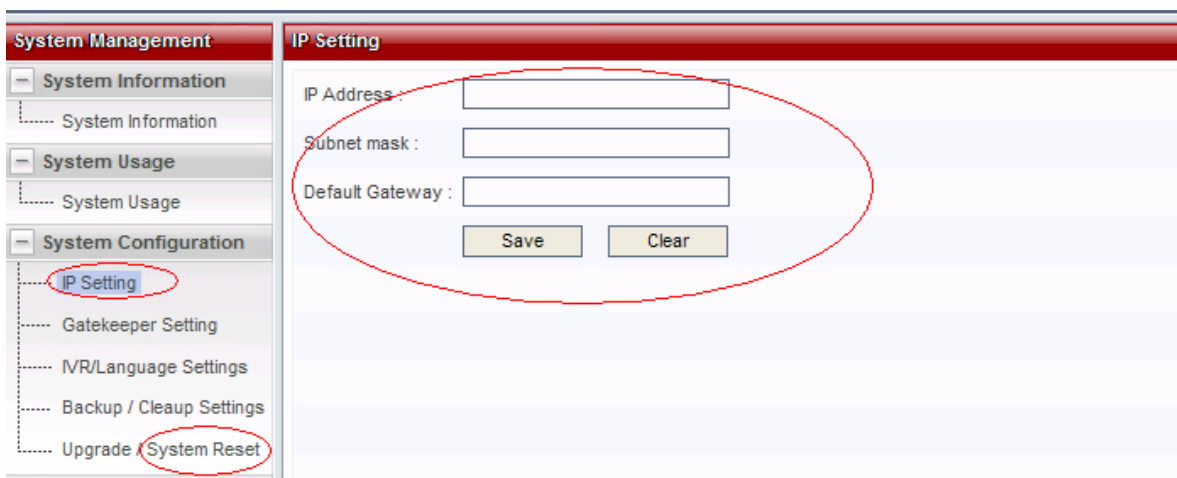 System Management
System Information
System Information
System Usage
System Usage
System Configuration
IP Setting
Gatekeeper Setting
IVR/Language Settings
Backup / Cleaup Settings
Upgrade / System Reset
IP Setting
IP Address :
Subnet mask :
Default Gateway :
Save Clear